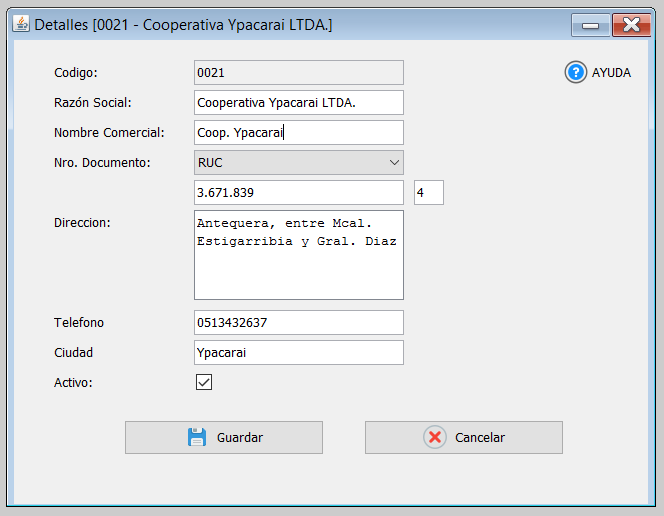 Detalles [0021 - Cooperativa Ypacarai LTDA.]
Codigo: 0021 AYUDA
Razón Social: Cooperativa Ypacarai LTDA.
Nombre Comercial: Coop. Ypacarai
Nro. Documento: RUC
3.671.839 4
Direccion: Antequera, entre Mcal.
Estigarribia y Gral. Diaz
Telefono 0513432637
Ciudad Ypacarai
Activo:
Guardar Cancelar